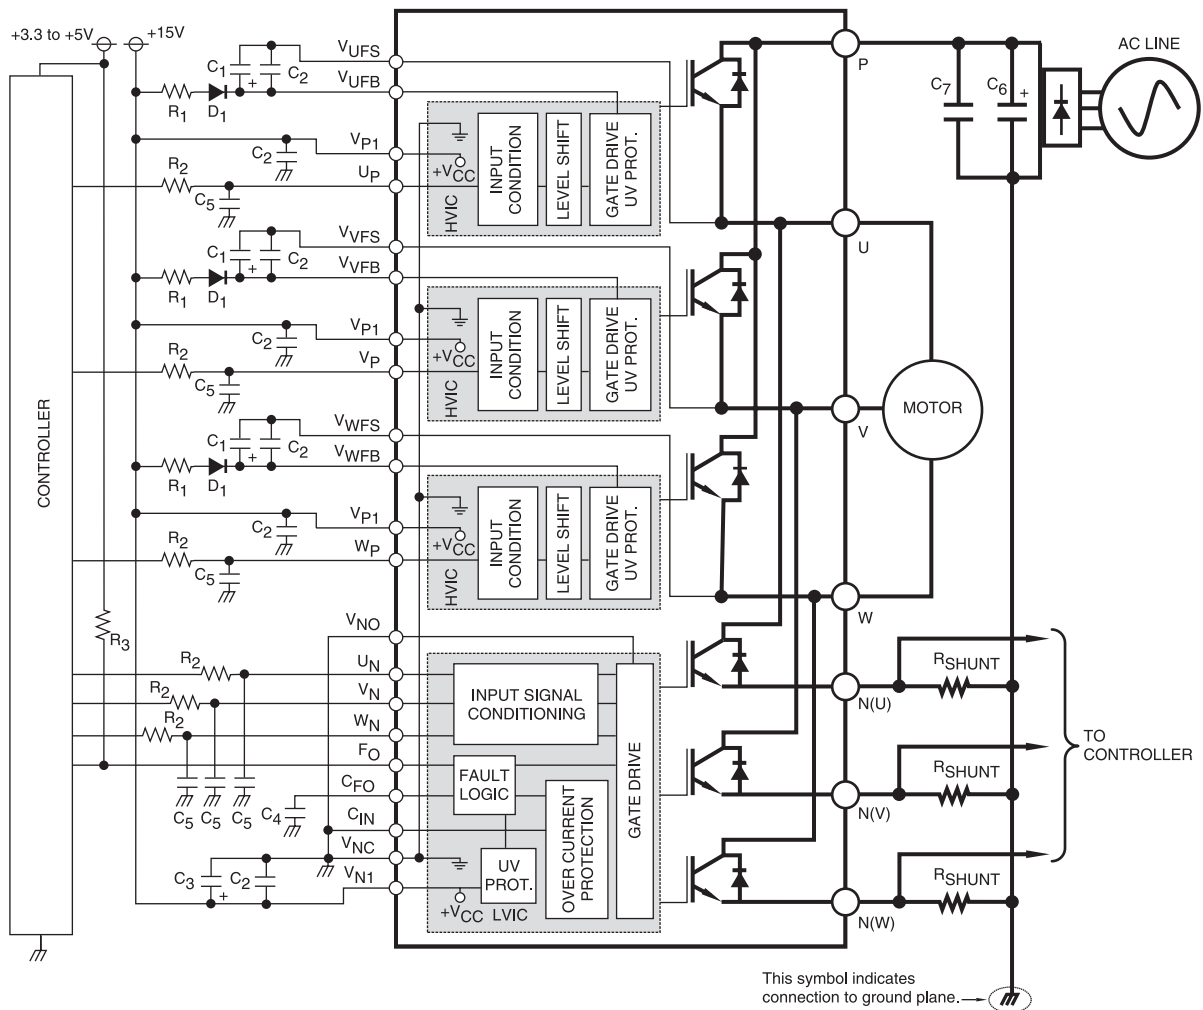 +3.3 to +5V
+15V
CONTROLLER
C1
+
C2
R1
D1
VUFS
VUFB
C2
VP1
R2
C5
UP
HVIC
+VCC
INPUT CONDITION
LEVEL SHIFT
GATE DRIVE UV PROT.
C1
+
C2
R1
D1
VVFS
VVFB
C2
VP1
R2
C5
VP
HVIC
+VCC
INPUT CONDITION
LEVEL SHIFT
GATE DRIVE UV PROT.
C1
+
C2
R1
D1
VWFS
VWFB
C2
VP1
R2
C5
WP
HVIC
+VCC
INPUT CONDITION
LEVEL SHIFT
GATE DRIVE UV PROT.
R3
VNO
R2
UN
R2
VN
R2
WN
FO
C5
C5
C5
C4
CFO
CIN
VNC
C3
+
C2
VN1
INPUT SIGNAL
CONDITIONING
FAULT
LOGIC
UV
PROT.
LVIC
+VCC
OVER CURRENT
PROTECTION
GATE DRIVE
P
U
V
W
N(U)
N(V)
N(W)
C7
C6
+
AC LINE
MOTOR
RSHUNT
RSHUNT
RSHUNT
TO
CONTROLLER
This symbol indicates
connection to ground plane.